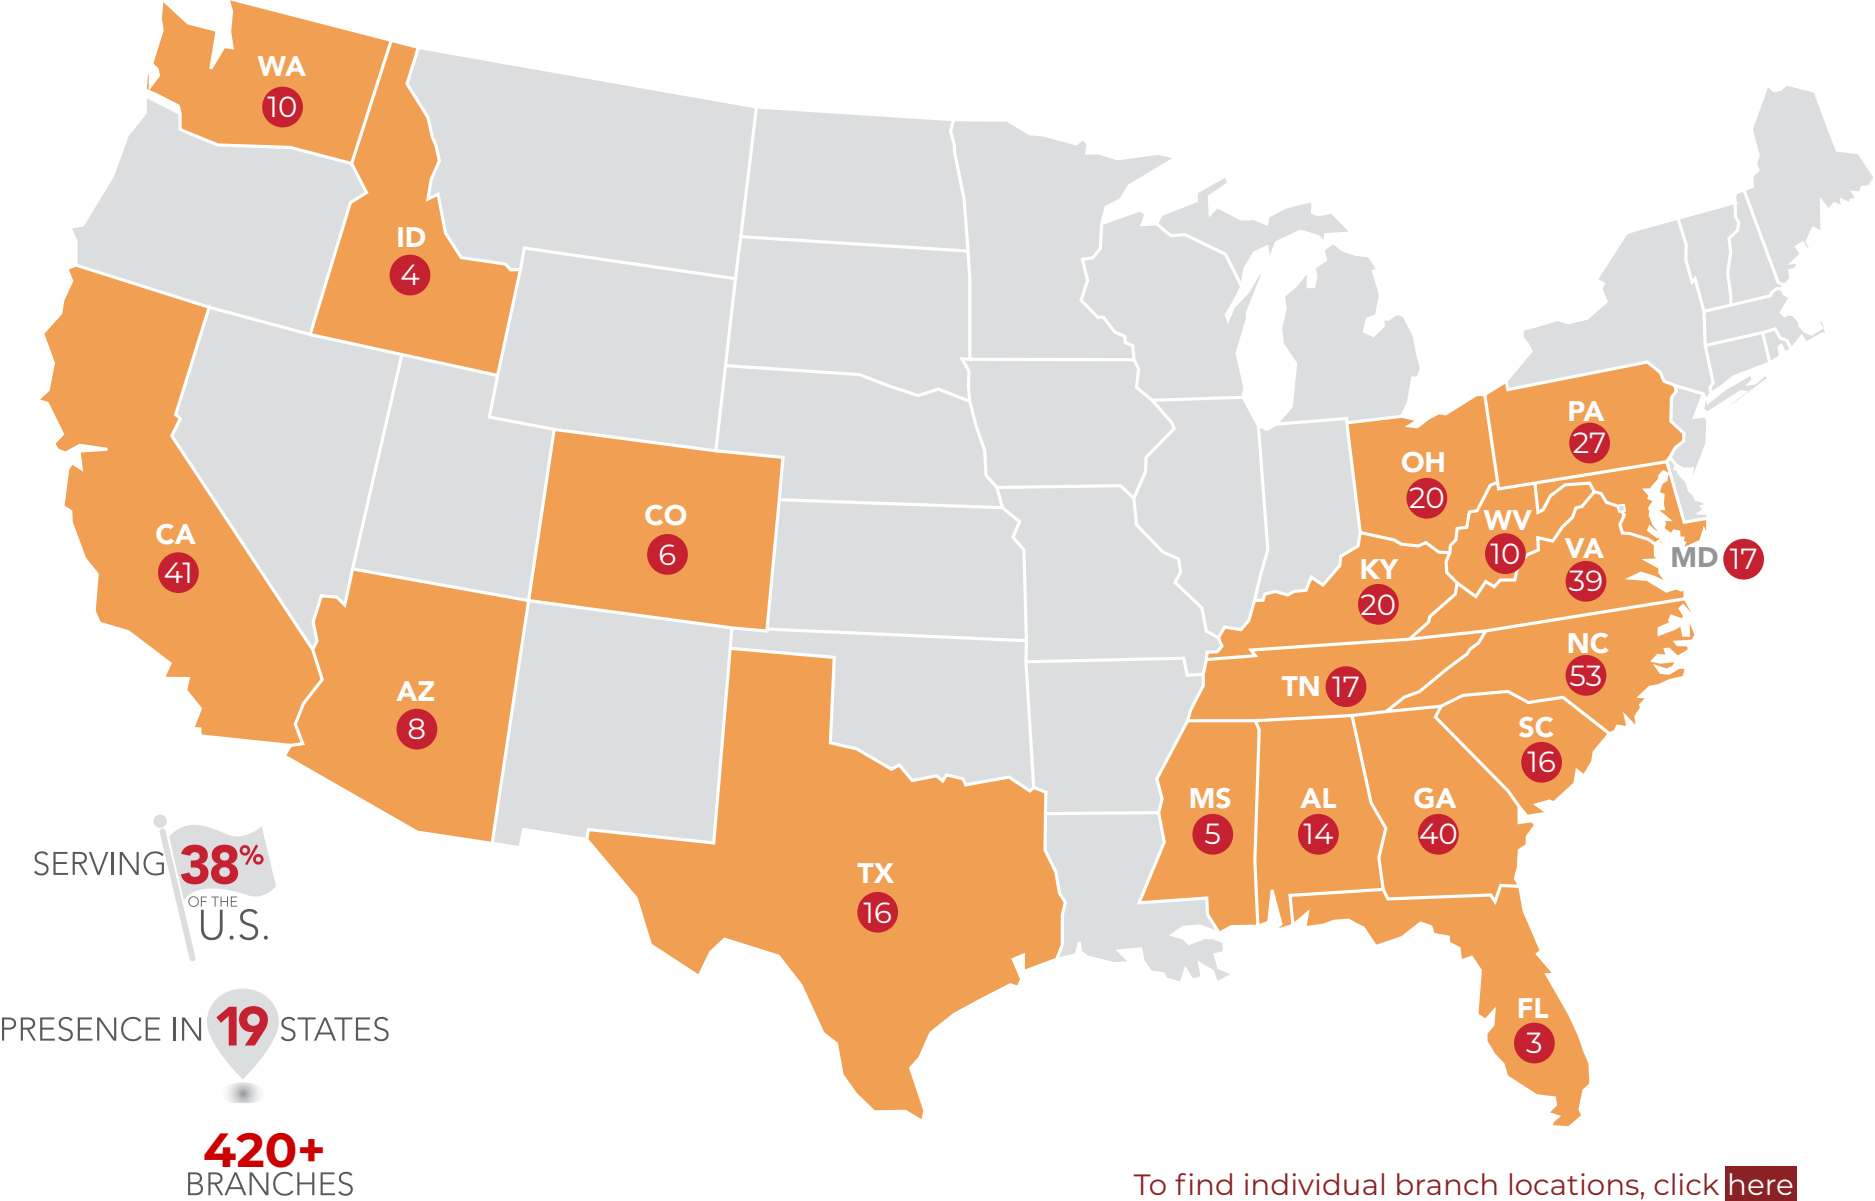 WA
10
ID
4
PA
27
OH
20
CO
6
WV
10
CA
41
VA
39
MD 17
KY
20
NC
53
AZ
8
TN 17
SC
16
MS
5
AL
14
GA
40
SERVING 38%
OF THE
U.S.
TX
16
FL
3
PRESENCE IN 19 STATES
420+
BRANCHES
To find individual branch locations, click here